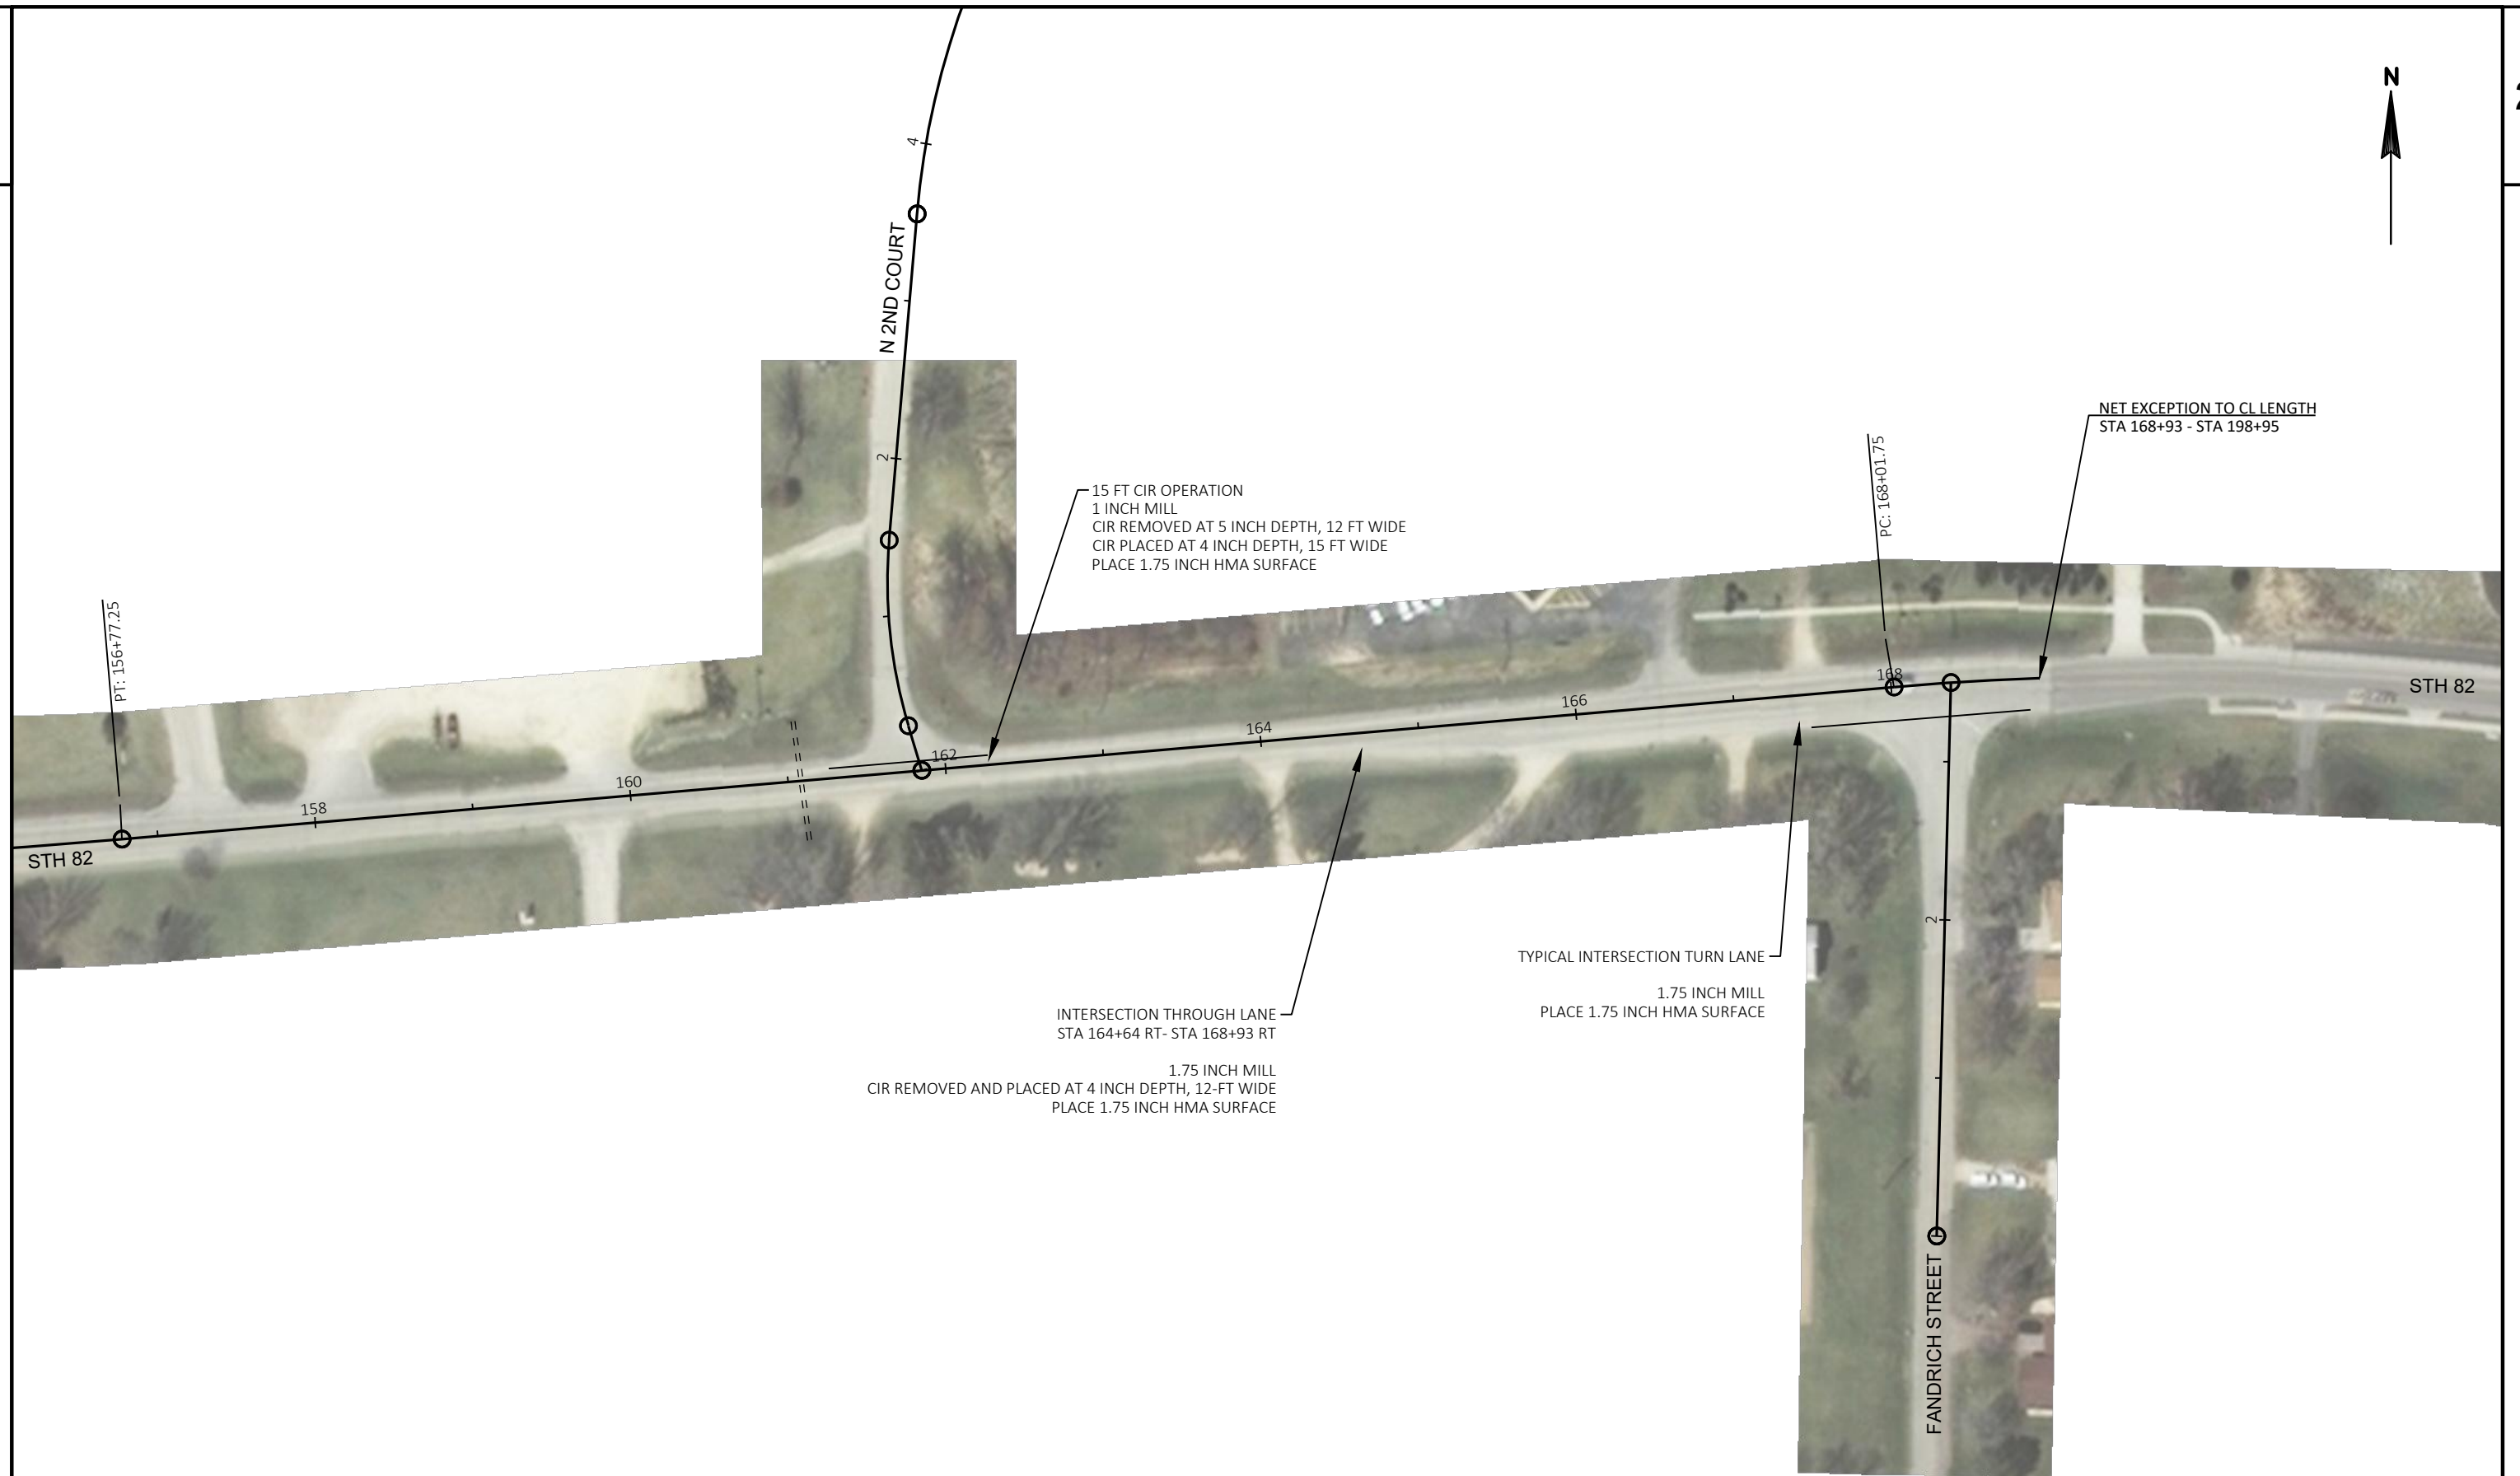 N
4
N 2ND COURT
2
NET EXCEPTION TO CL LENGTH
STA 168+93 - STA 198+95
PC: 168+01.75
15 FT CIR OPERATION
1 INCH MILL
CIR REMOVED AT 5 INCH DEPTH, 12 FT WIDE
CIR PLACED AT 4 INCH DEPTH, 15 FT WIDE
PLACE 1.75 INCH HMA SURFACE
PT: 156+77.25
STH 82
158
160
162
164
166
168
STH 82
2
TYPICAL INTERSECTION TURN LANE
1.75 INCH MILL
PLACE 1.75 INCH HMA SURFACE
INTERSECTION THROUGH LANE
STA 164+64 RT- STA 168+93 RT
1.75 INCH MILL
CIR REMOVED AND PLACED AT 4 INCH DEPTH, 12-FT WIDE
PLACE 1.75 INCH HMA SURFACE
FANDRICH STREET